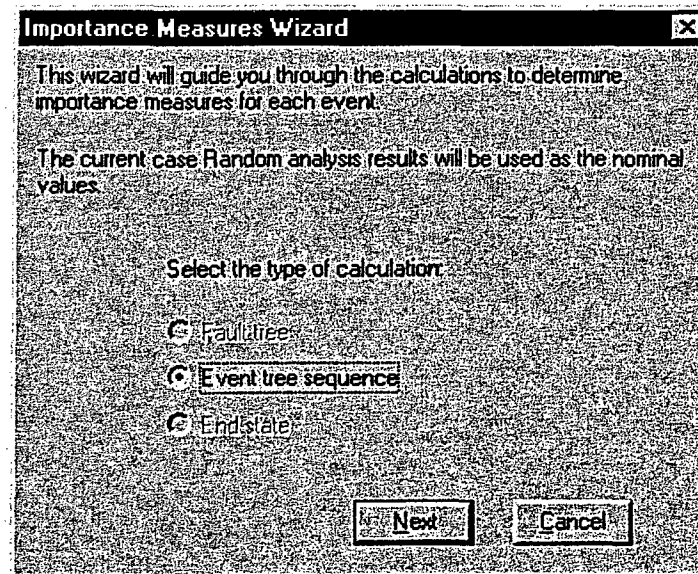 Importance Measures Wizard
This wizard will guide you through the calculations to determine
importance measures for each event.
The current case Random analysis results will be used as the nominal
values.
Select the type of calculation:
Fault tree
Event tree sequence
End state
Next
Cancel